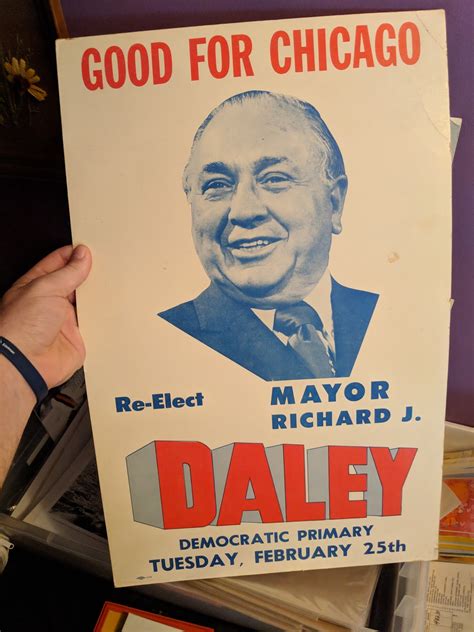 GOOD FOR CHICAGO
Re-Elect
MAYOR
RICHARD J.
DALEY
DEMOCRATIC PRIMARY
TUESDAY, FEBRUARY 25th